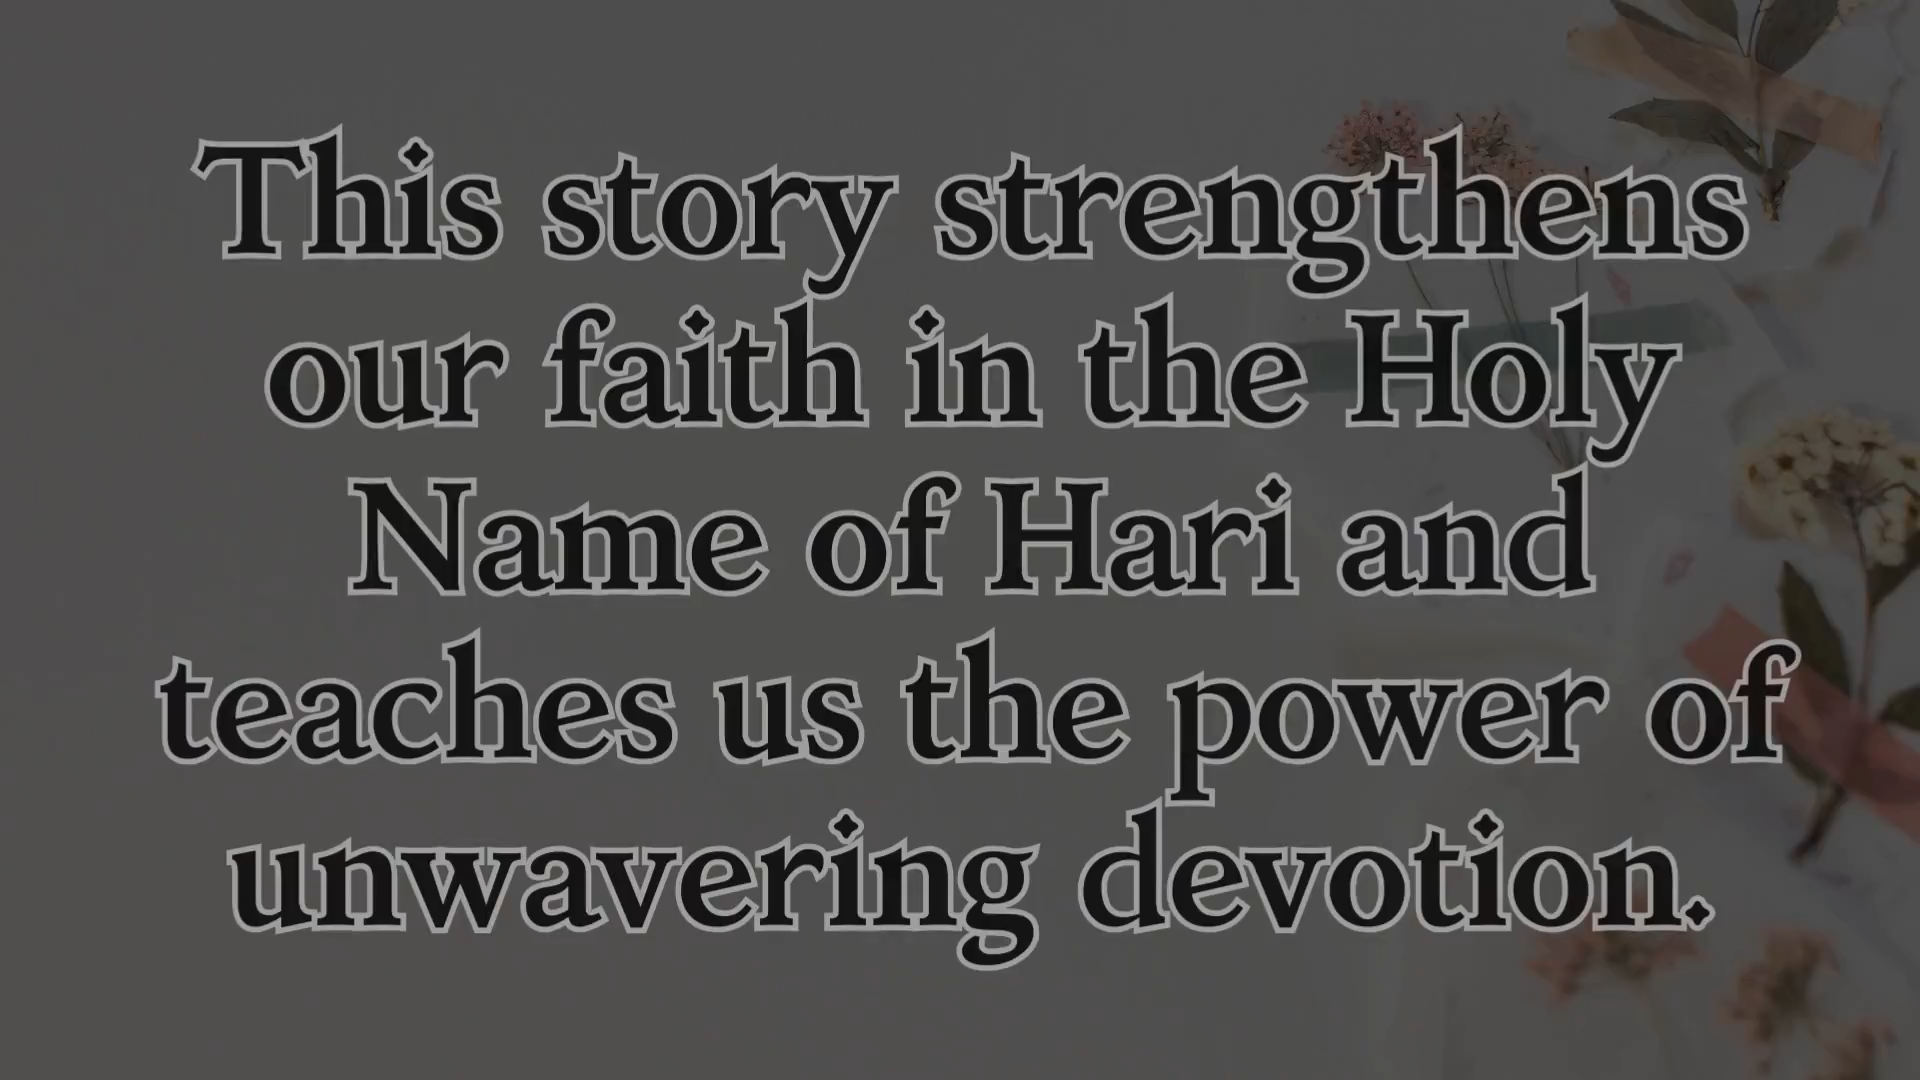 This story strengthens
our faith in the Holy
Name of Hari and
teaches us the power of
unwavering devotion.